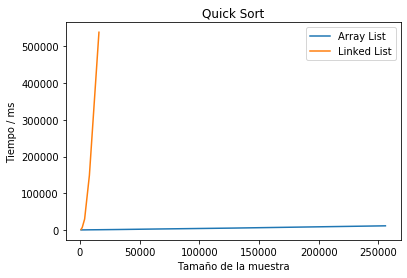 Quick Sort
Array List
Linked List
Tiempo / ms
500000
400000
300000
200000
100000
0
0
50000
100000
150000
200000
250000
Tamaño de la muestra